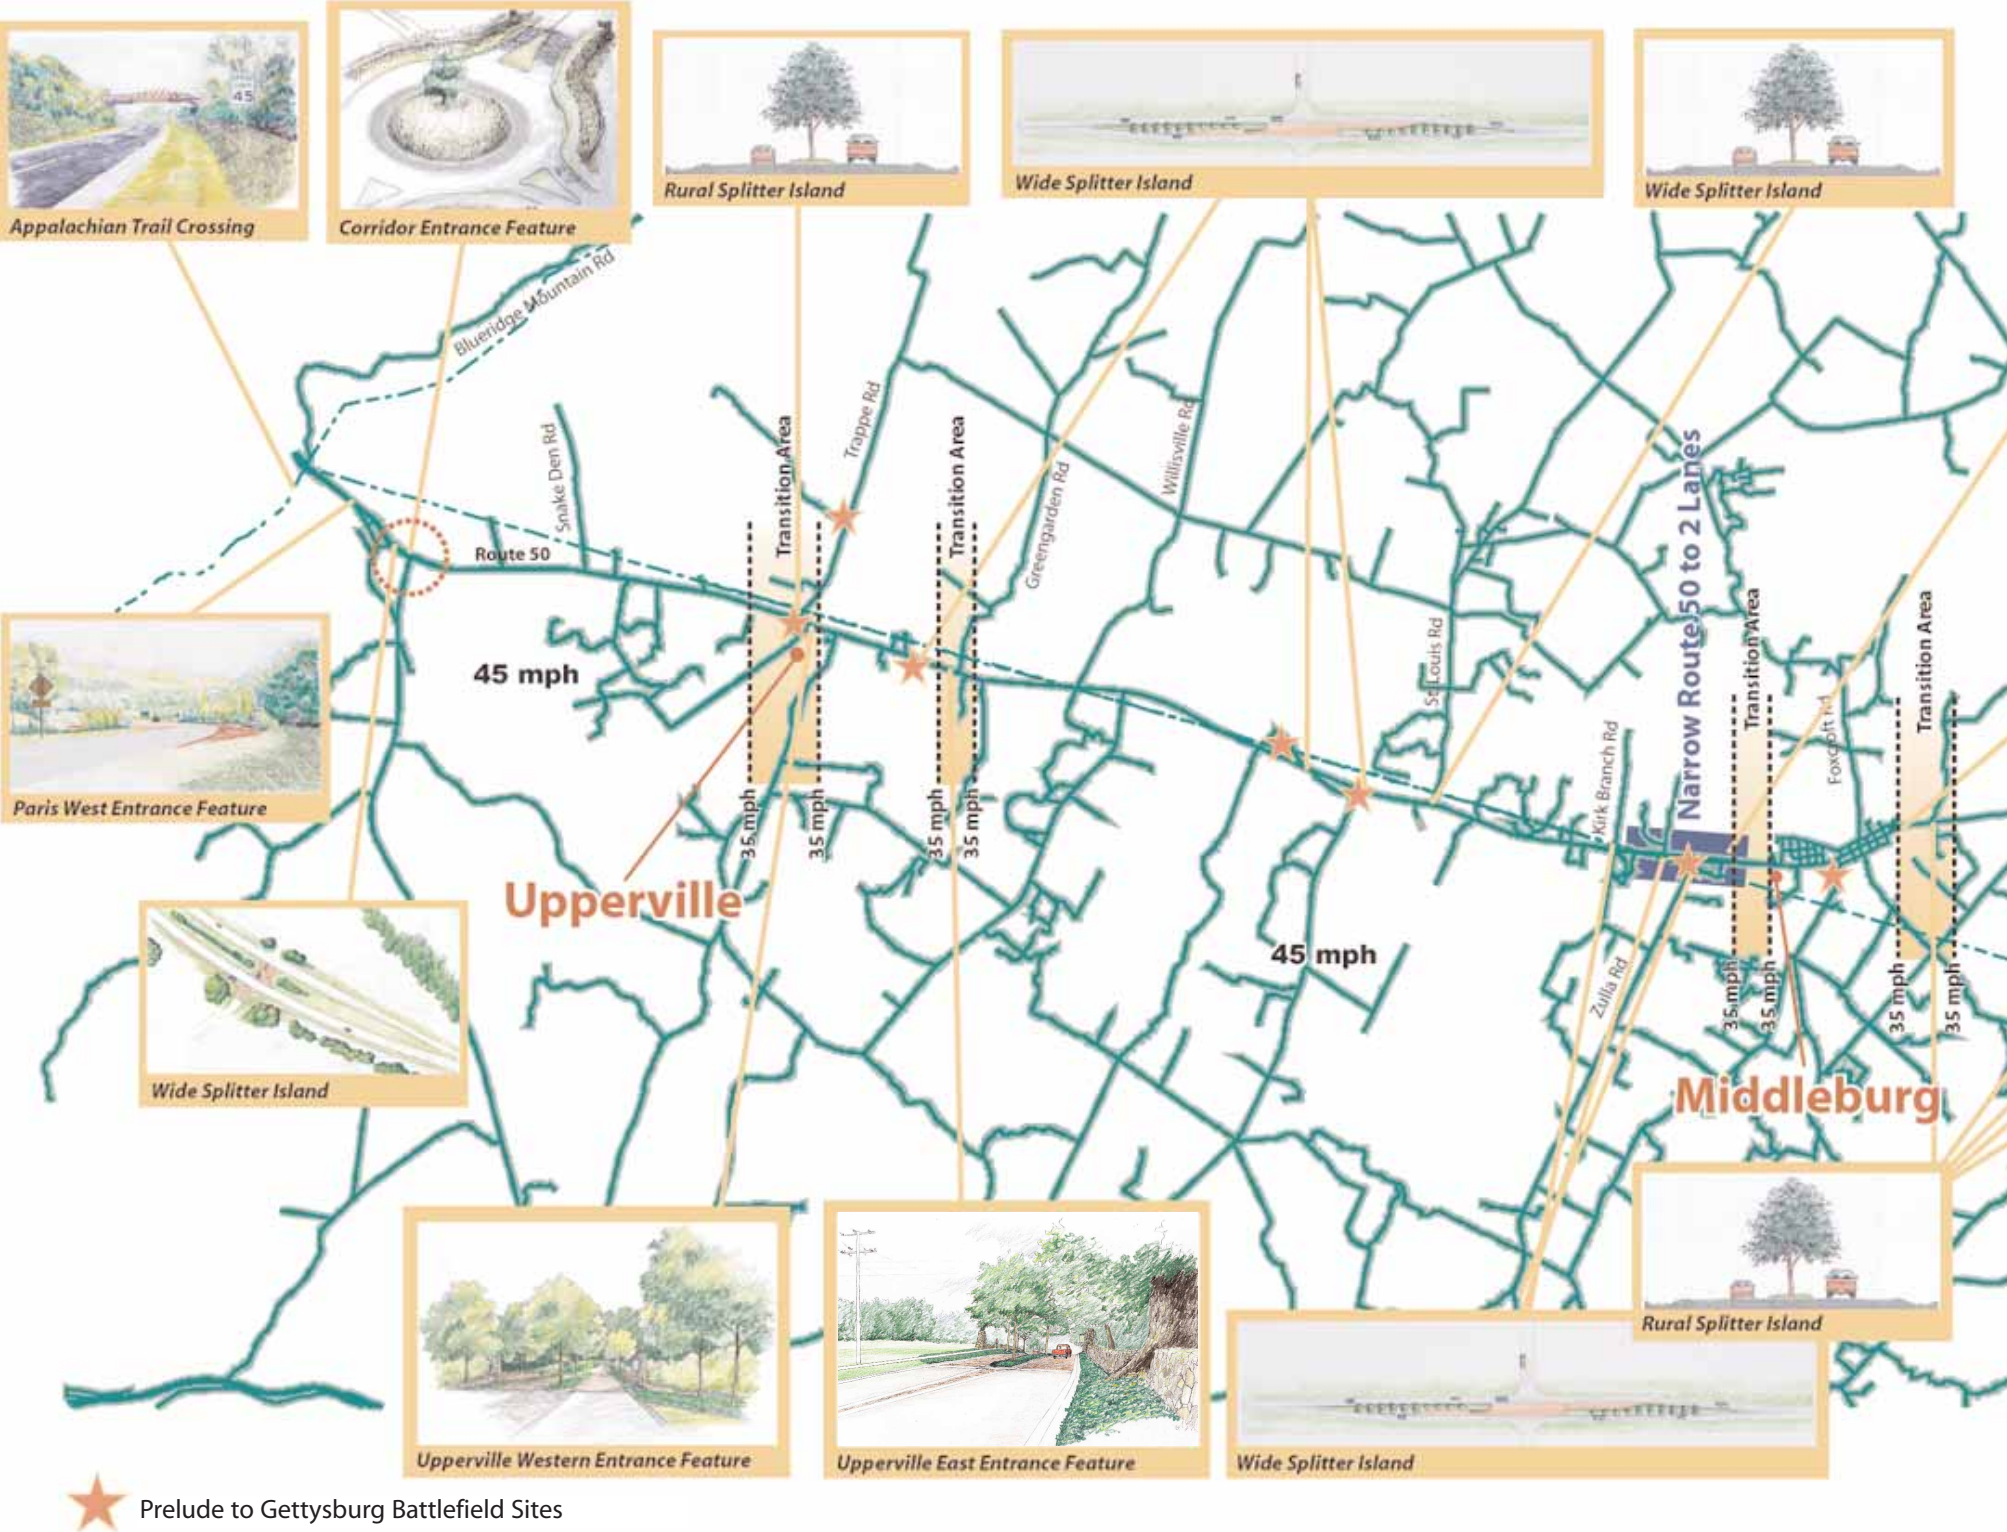 45
Appalachian Trail Crossing
Corridor Entrance Feature
Rural Splitter Island
Wide Splitter Island
Wide Splitter Island
Blueridge Mountain Rd
Snake Den Rd
Transition Area
Trappe Rd
Transition Area
Greengarden Rd
Willisville Rd
Route 50
St Louis Rd
Narrow Route 50 to 2 Lanes
Transition Area
Transition Area
Kirk Branch Rd
Foxcroft Rd
45 mph
Paris West Entrance Feature
35 mph
35 mph
35 mph
35 mph
Upperville
45 mph
Zulla Rd
35 mph
35 mph
35 mph
35 mph
Wide Splitter Island
Middleburg
Rural Splitter Island
Upperville Western Entrance Feature
Upperville East Entrance Feature
Wide Splitter Island
Prelude to Gettysburg Battlefield Sites